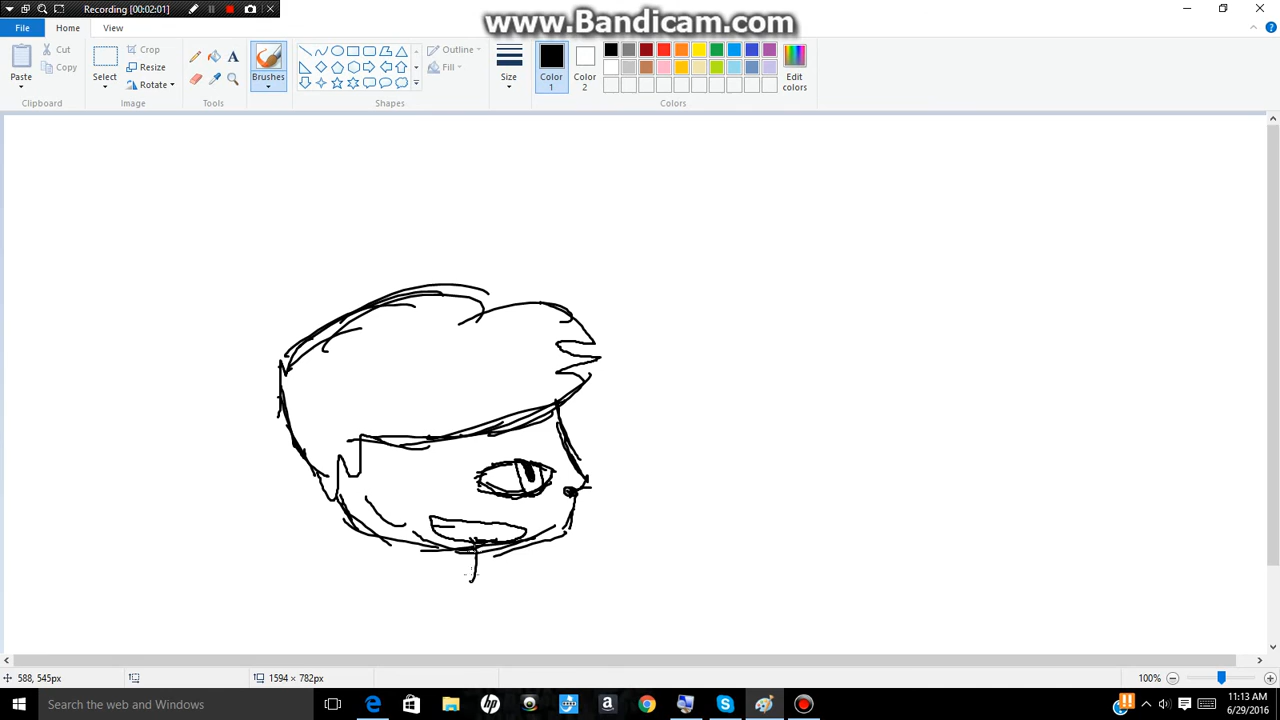 Recording [00:02:01]
www.Bandicam.com
File
Home
View
Paste
Cut
Copy
Clipboard
Select
Crop
Resize
Rotate
Image
A
Tools
Brushes
Outline
Fill
Shapes
Size
Color 1
Color 2
Edit colors
Colors
588, 545px
1594 × 782px
100%
Search the web and Windows
11:13 AM
6/29/2016